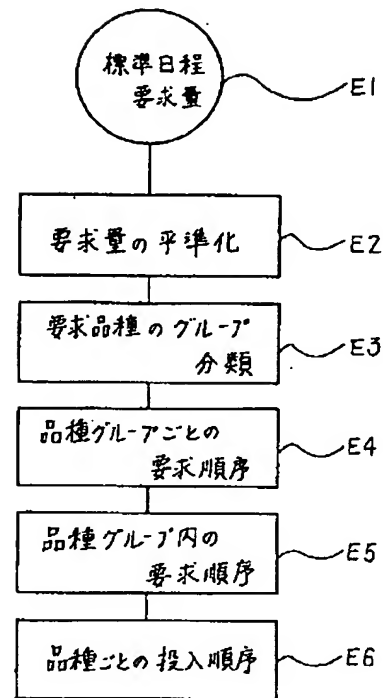 標準日程
要求量
E1
要求量の平準化
E2
要求品種のグループ
分類
E3
品種グループごとの
要求順序
E4
品種グループ内の
要求順序
E5
品種ごとの投入順序
E6